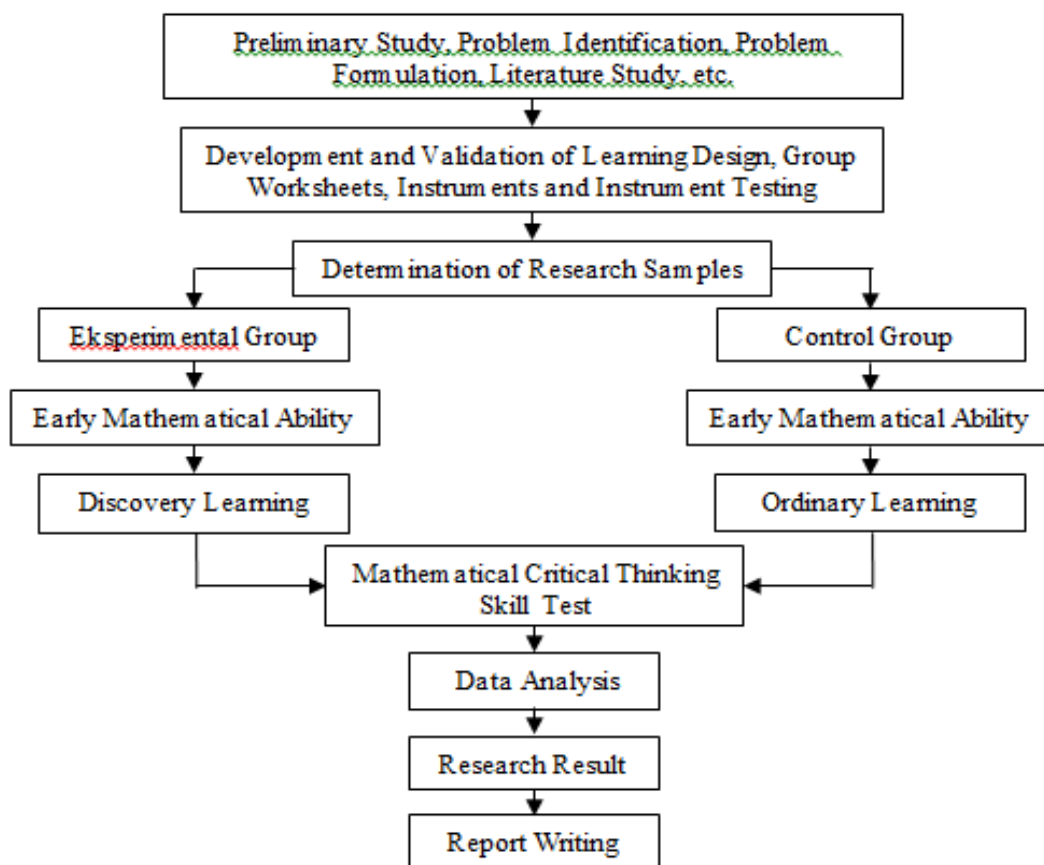 Preliminary Study, Problem Identification, Problem
Formulation, Literature Study, etc.
Development and Validation of Learning Design, Group
Worksheets, Instruments and Instrument Testing
Determination of Research Samples
Eksperimental Group
Control Group
Early Mathematical Ability
Early Mathematical Ability
Discovery Learning
Ordinary Learning
Mathematical Critical Thinking
Skill Test
Data Analysis
Research Result
Report Writing